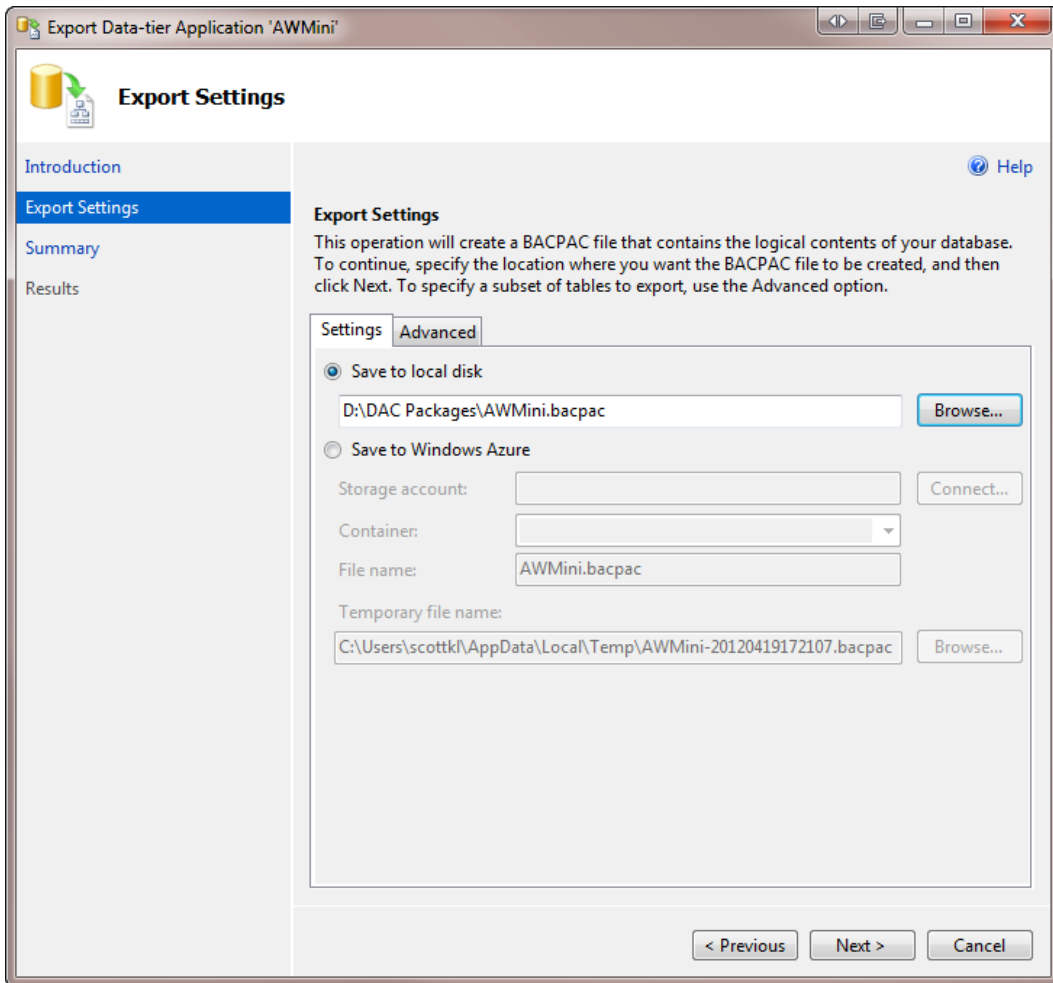 Export Data-tier Application 'AWMini'
X
Export Settings
Introduction
Export Settings
Summary
Results
Help
Export Settings
This operation will create a BACPAC file that contains the logical contents of your database.
To continue, specify the location where you want the BACPAC file to be created, and then
click Next. To specify a subset of tables to export, use the Advanced option.
Settings Advanced
Save to local disk
D:\DAC Packages\AWMini.bacpac Browse...
Save to Windows Azure
Storage account: Connect...
Container:
File name: AWMini.bacpac
Temporary file name:
C:\Users\scottkl\AppData\Local\Temp\AWMini-20120419172107.bacpac Browse...
< Previous Next > Cancel